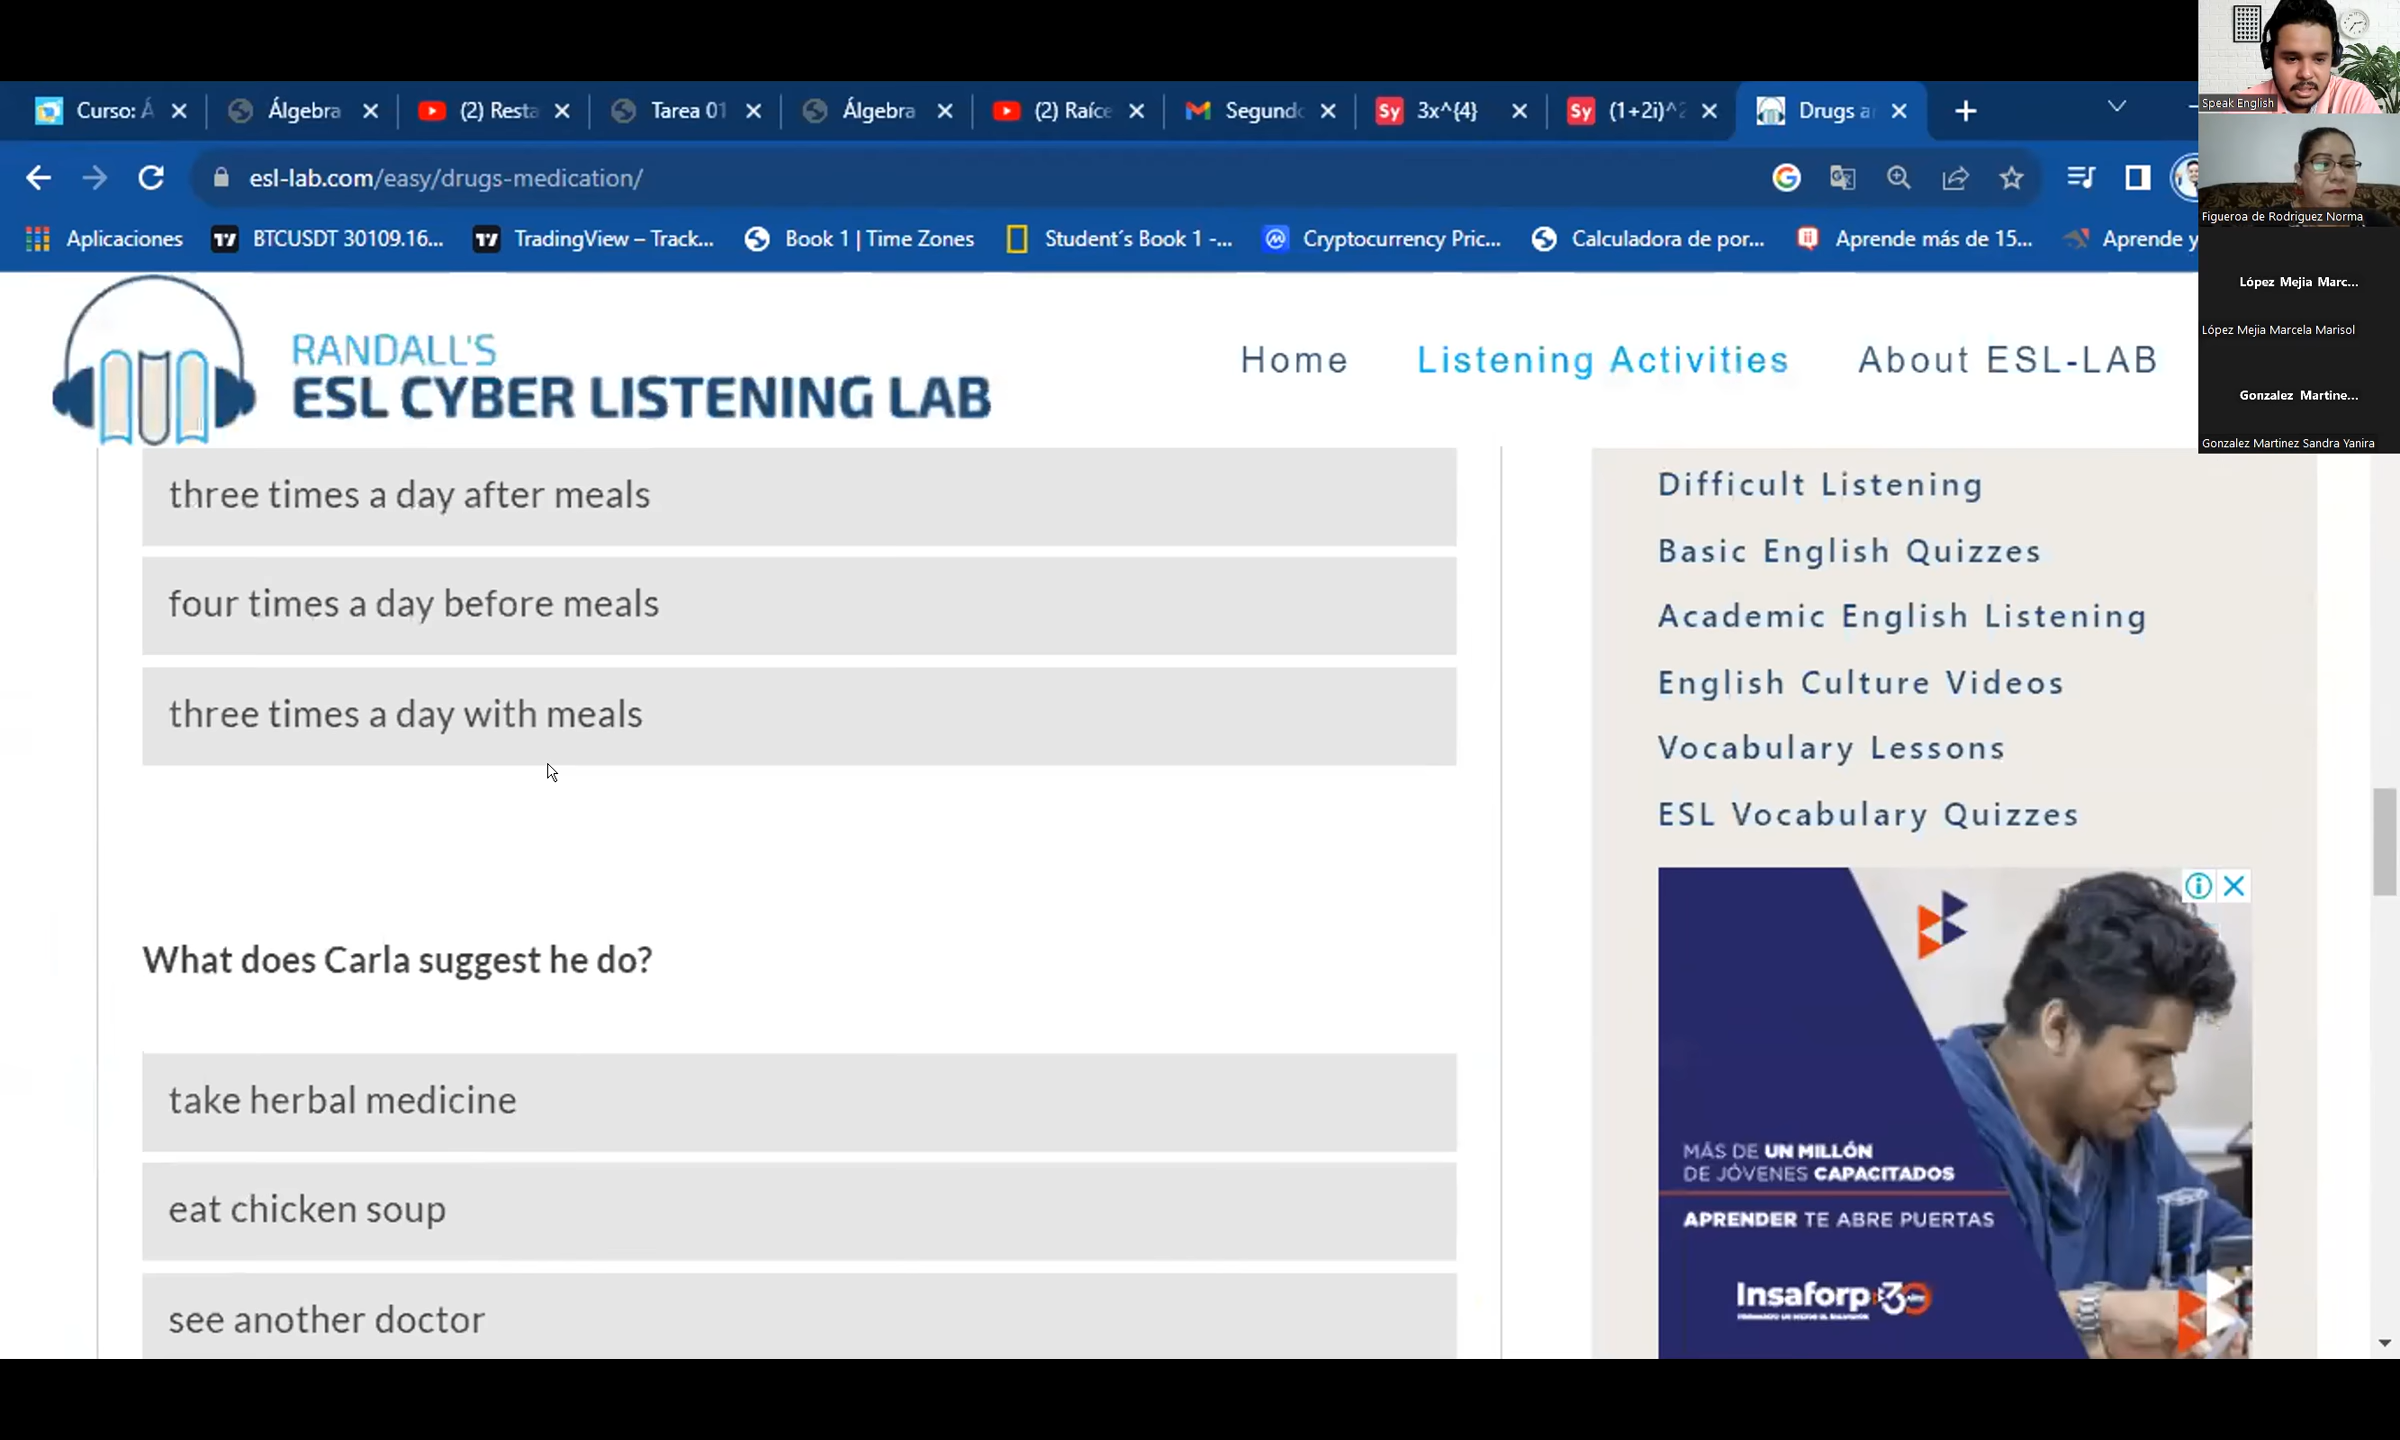 Curso: Á
Álgebra
(2) Resta
Tarea 01
Álgebra
(2) Raíce
Segundo
3x^{4}
(1+2i)^2
Drugs a
Speak English
esl-lab.com/easy/drugs-medication/
Figueroa de Rodriguez Norma
Aplicaciones
BTCUSDT 30109.16...
TradingView – Track...
Book 1 | Time Zones
Student´s Book 1 -...
Cryptocurrency Pric...
Calculadora de por...
Aprende más de 15...
Aprende y
López Mejia Marc...
López Mejia Marcela Marisol
Gonzalez Martine...
Gonzalez Martinez Sandra Yanira
RANDALL'S
ESL CYBER LISTENING LAB
Home
Listening Activities
About ESL-LAB
three times a day after meals
four times a day before meals
three times a day with meals
What does Carla suggest he do?
take herbal medicine
eat chicken soup
see another doctor
Difficult Listening
Basic English Quizzes
Academic English Listening
English Culture Videos
Vocabulary Lessons
ESL Vocabulary Quizzes
MÁS DE UN MILLÓN
DE JÓVENES CAPACITADOS
APRENDER TE ABRE PUERTAS
Insaforp 30